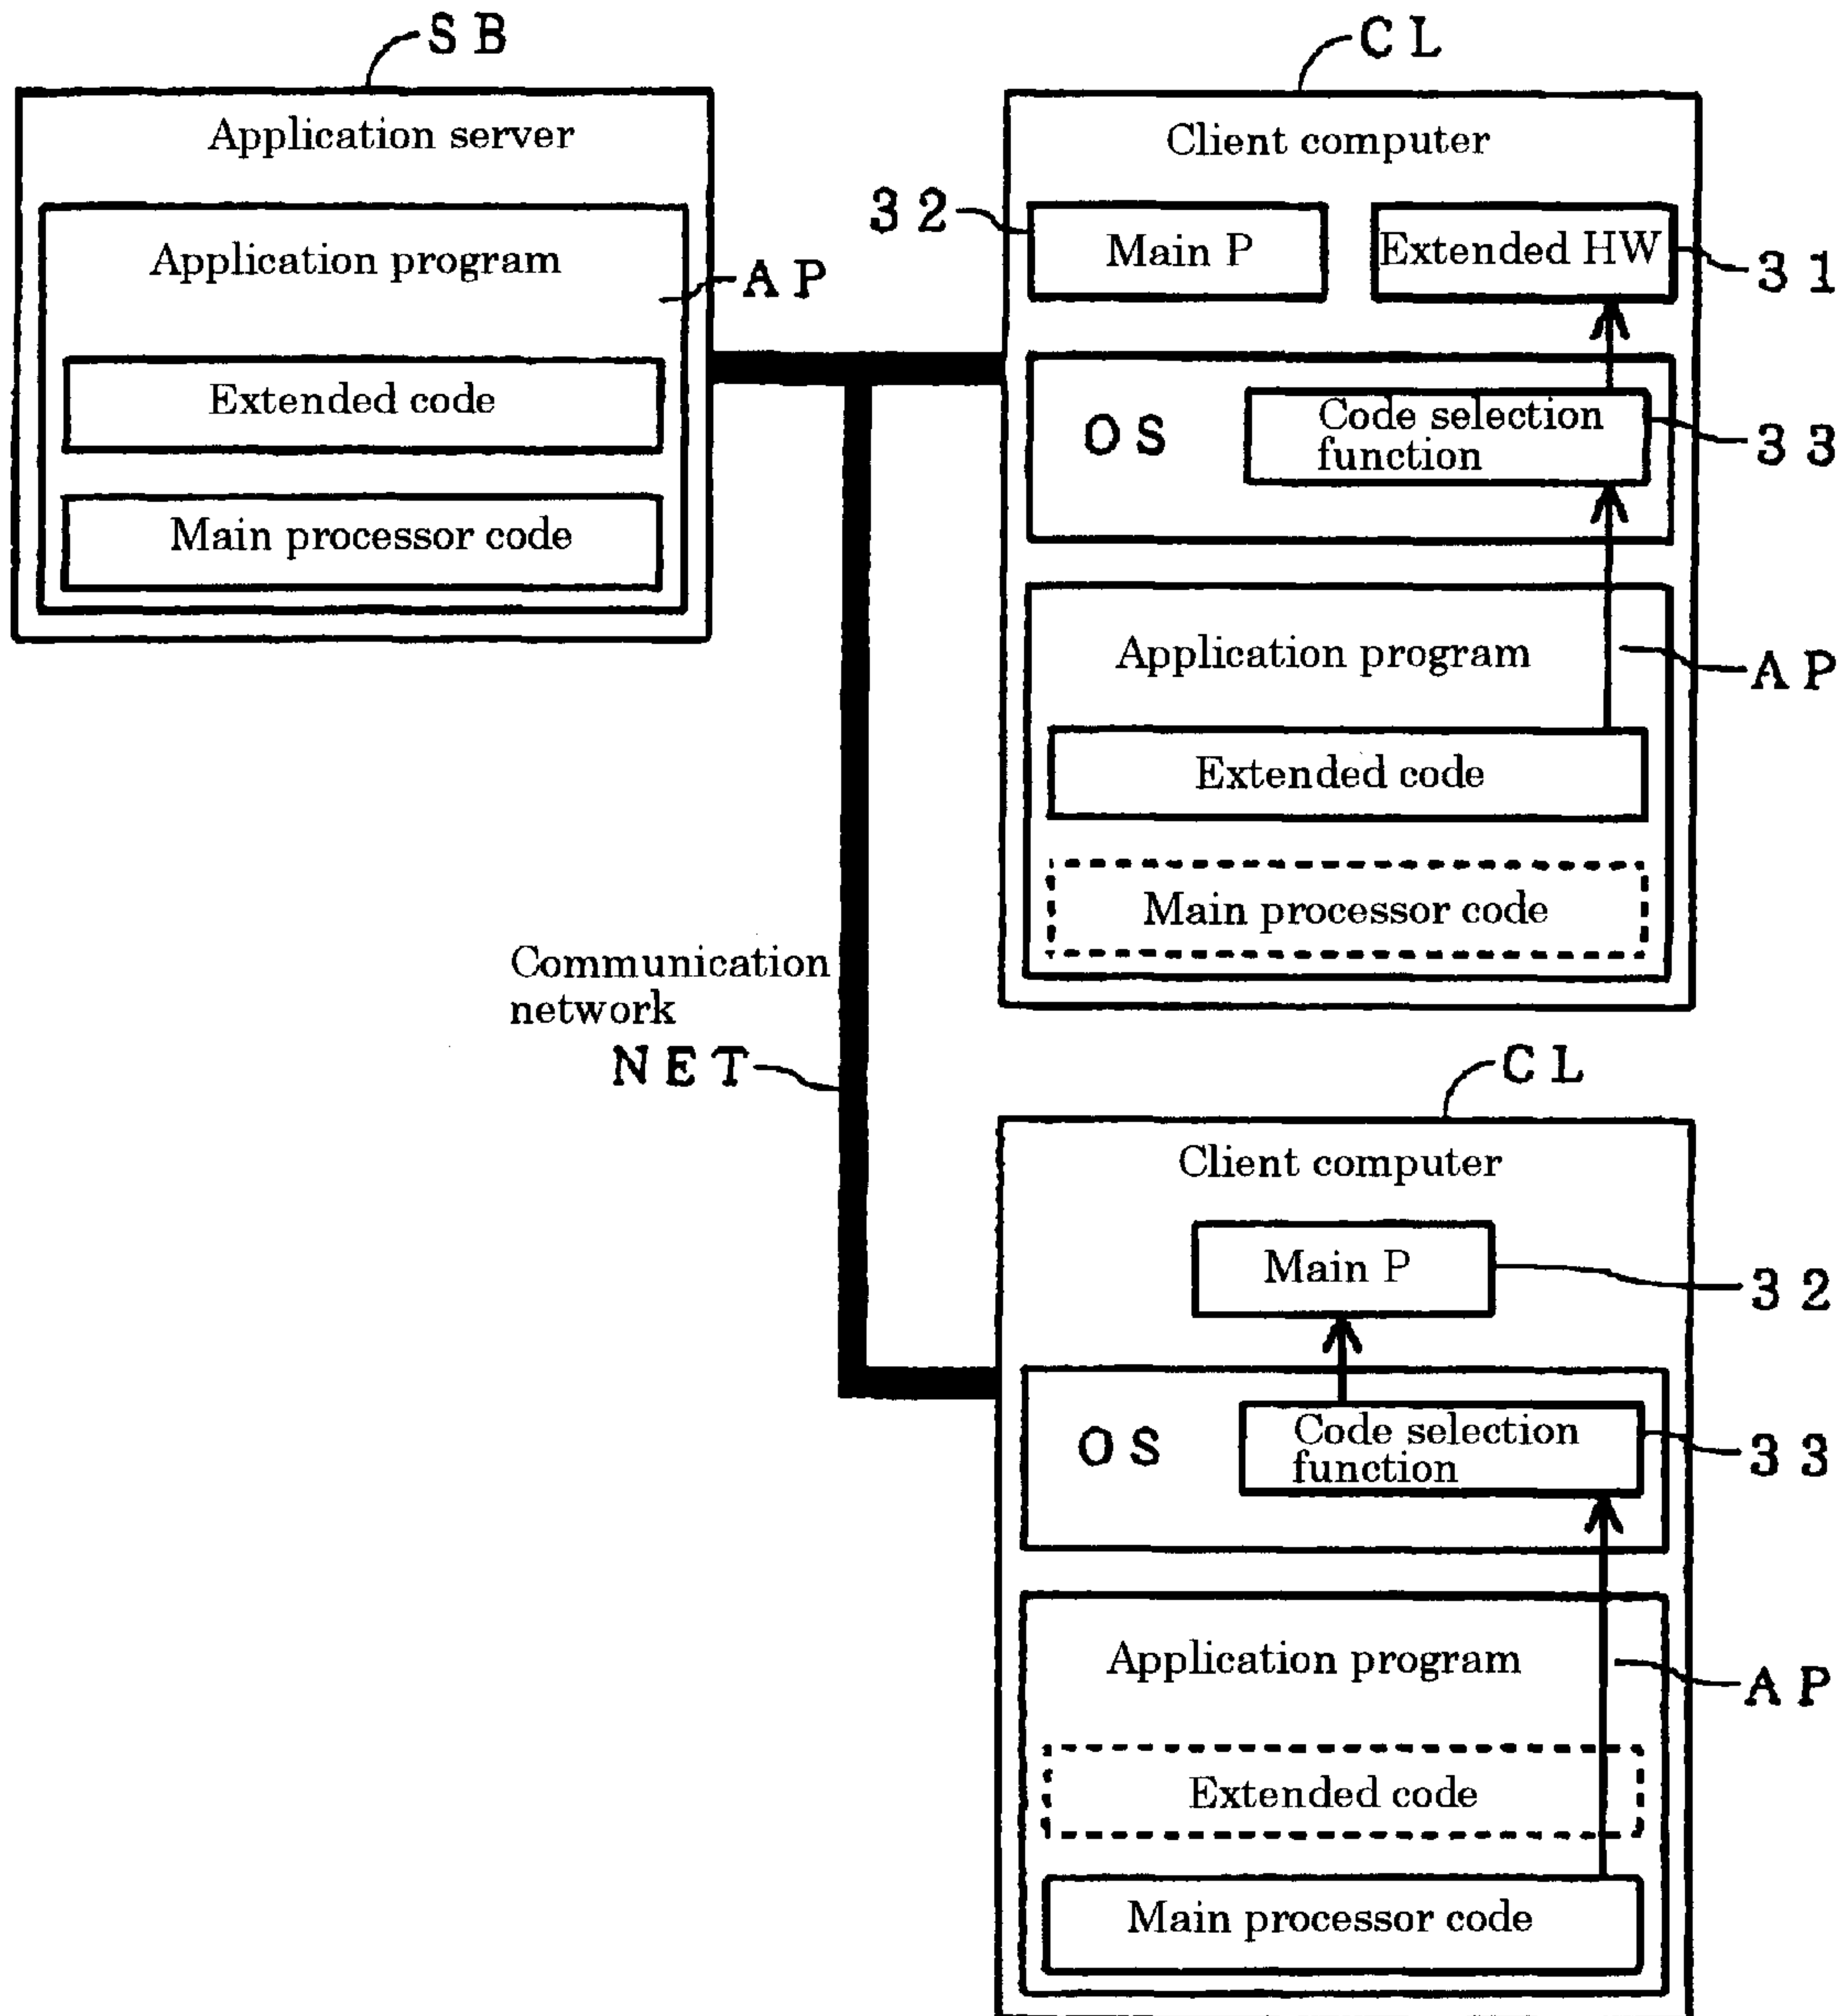 SB
Application server
Application program
AP
Extended code
Main processor code
CL
Client computer
32
Main P
Extended HW
31
OS
Code selection
function
33
Application program
AP
Extended code
Main processor code
Communication
network
NET
CL
Client computer
Main P
32
OS
Code selection
function
33
Application program
AP
Extended code
Main processor code